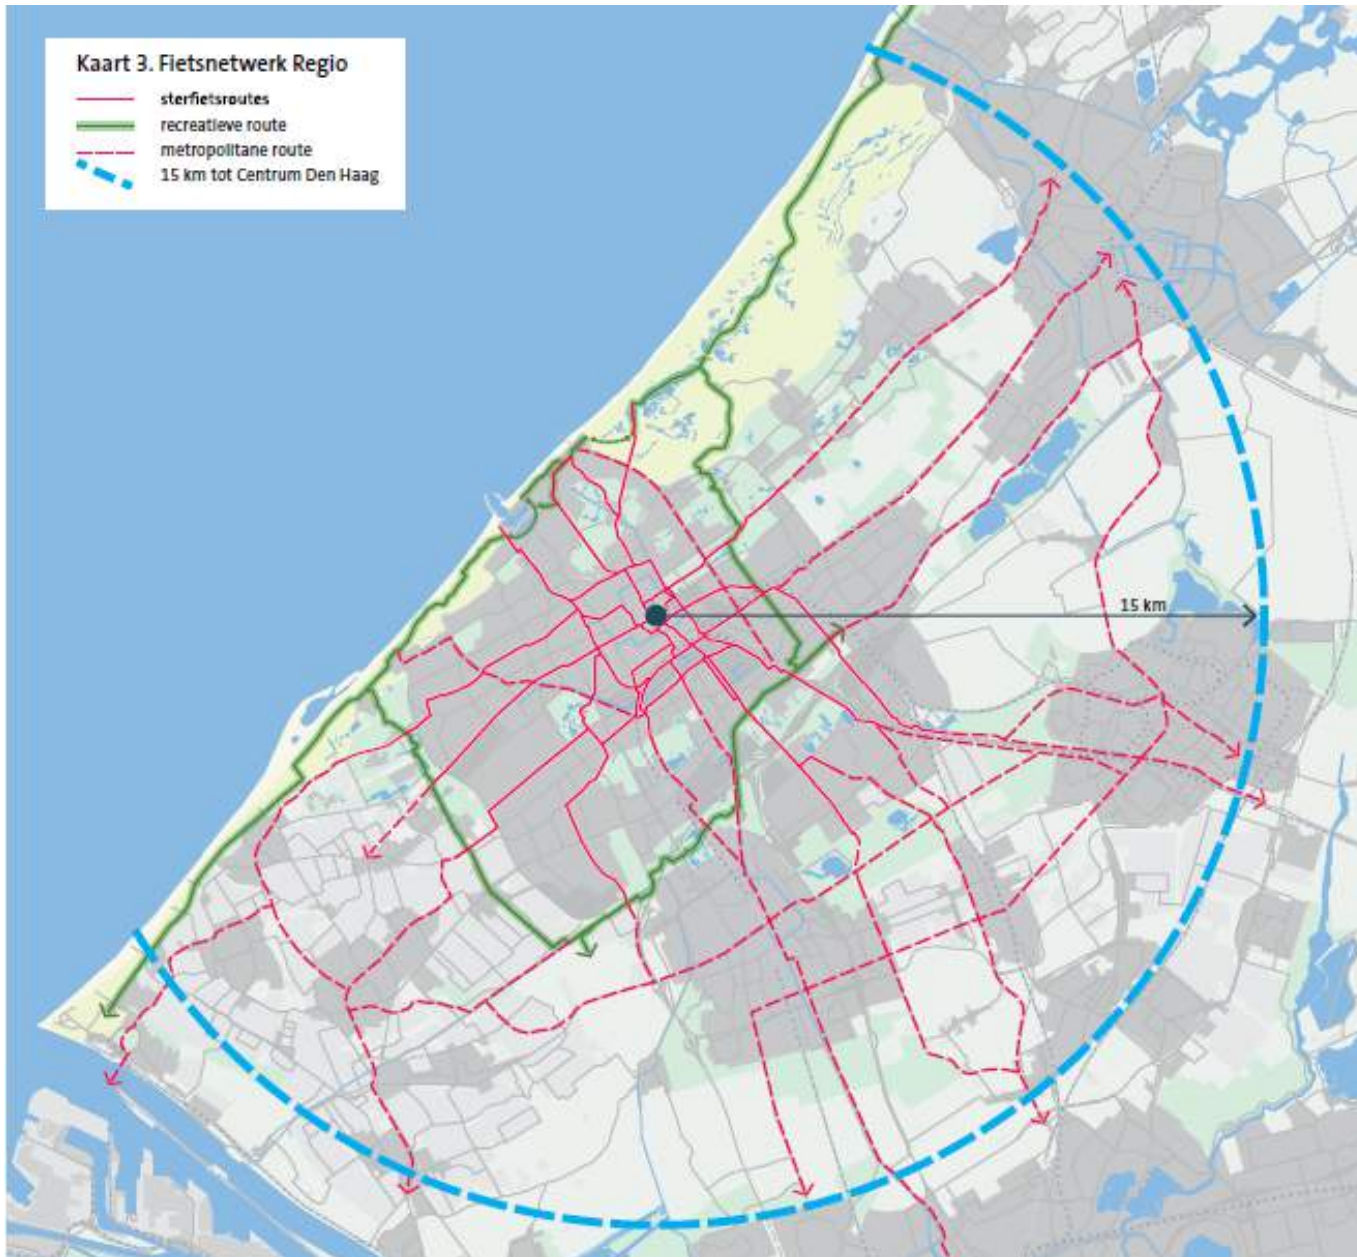 Kaart 3. Fietsnetwerk Regio
sterfietsroutes
recreatieve route
metropolitane route
15 km tot Centrum Den Haag
15 km